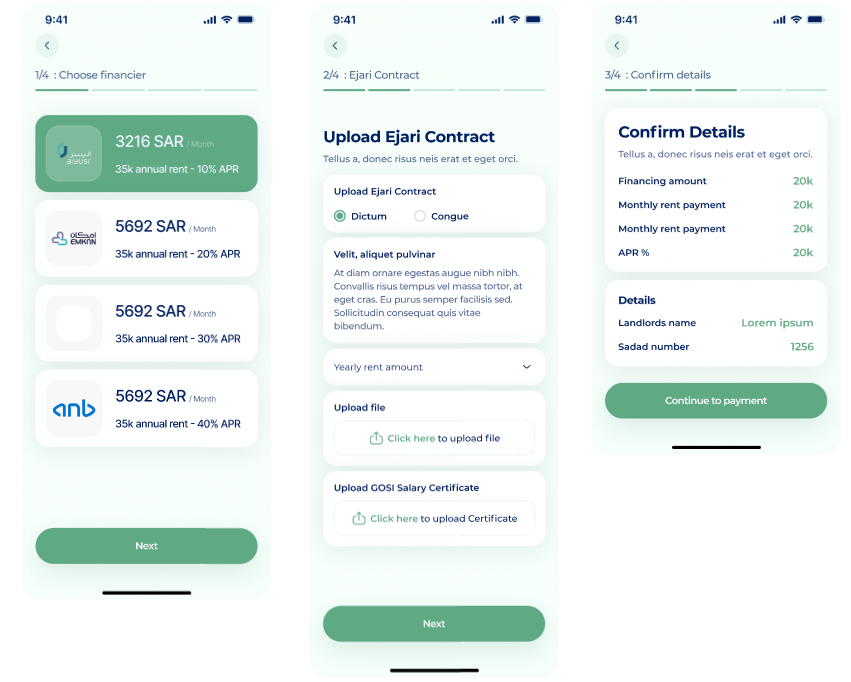 9:41
1/4 : Choose financier
اليسر
alyusr
3216 SAR / Month
35k annual rent - 10% APR
امكان
EMKAN
5692 SAR / Month
35k annual rent - 20% APR
5692 SAR / Month
35k annual rent - 30% APR
anb
5692 SAR / Month
35k annual rent - 40% APR
Next
9:41
2/4 : Ejari Contract
Upload Ejari Contract
Tellus a, donec risus neis erat et eget orci.
Upload Ejari Contract
Dictum Congue
Velit, aliquet pulvinar
At diam ornare egestas augue nibh nibh.
Convallis risus tempus vel massa tortor, at
eget cras. Eu purus semper facilisis sed.
Sollicitudin consequat quis vitae
bibendum.
Yearly rent amount
Upload file
Click here to upload file
Upload GOSI Salary Certificate
Click here to upload Certificate
Next
9:41
3/4 : Confirm details
Confirm Details
Tellus a, donec risus neis erat et eget orci.
Financing amount 20k
Monthly rent payment 20k
Monthly rent payment 20k
APR % 20k
Details
Landlords name Lorem ipsum
Sadad number 1256
Continue to payment